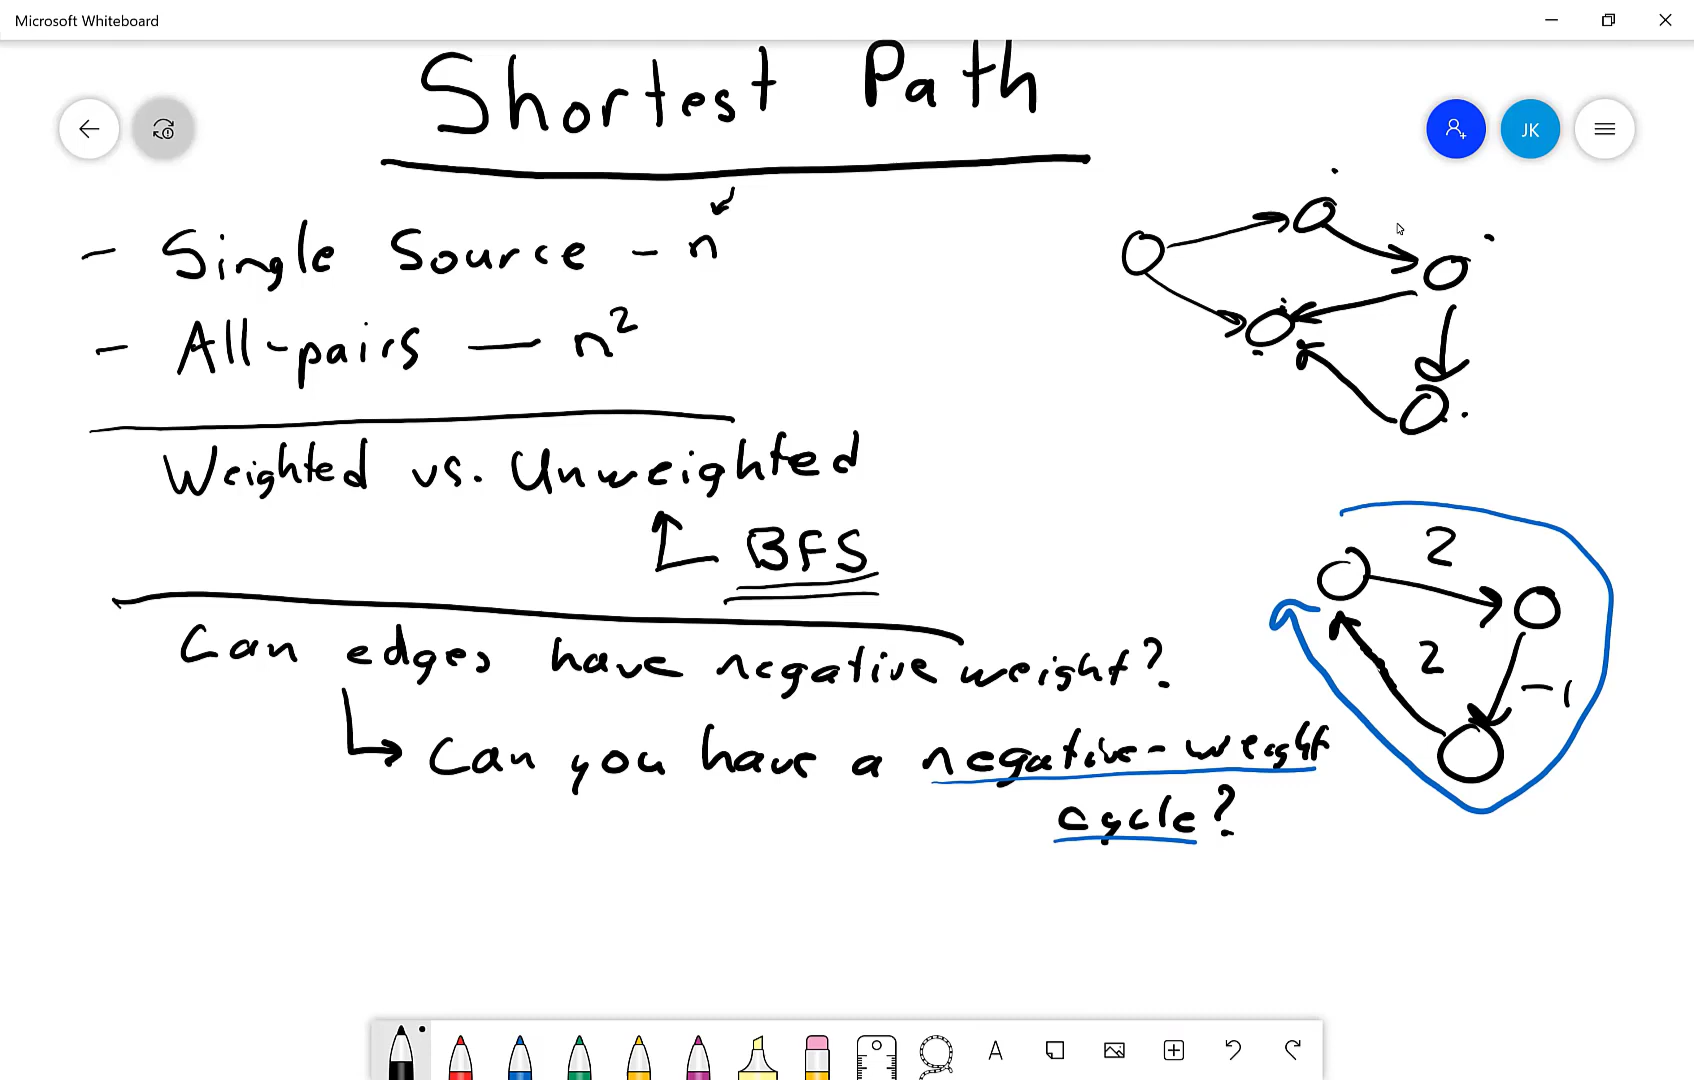 Microsoft Whiteboard
Shortest Path
JK
- Single Source - n
- All-pairs — n²
Weighted vs. Unweighted
BFS
2
2
-1
Can edges have negative weight?
Can you have a negative-weight
cycle?
A